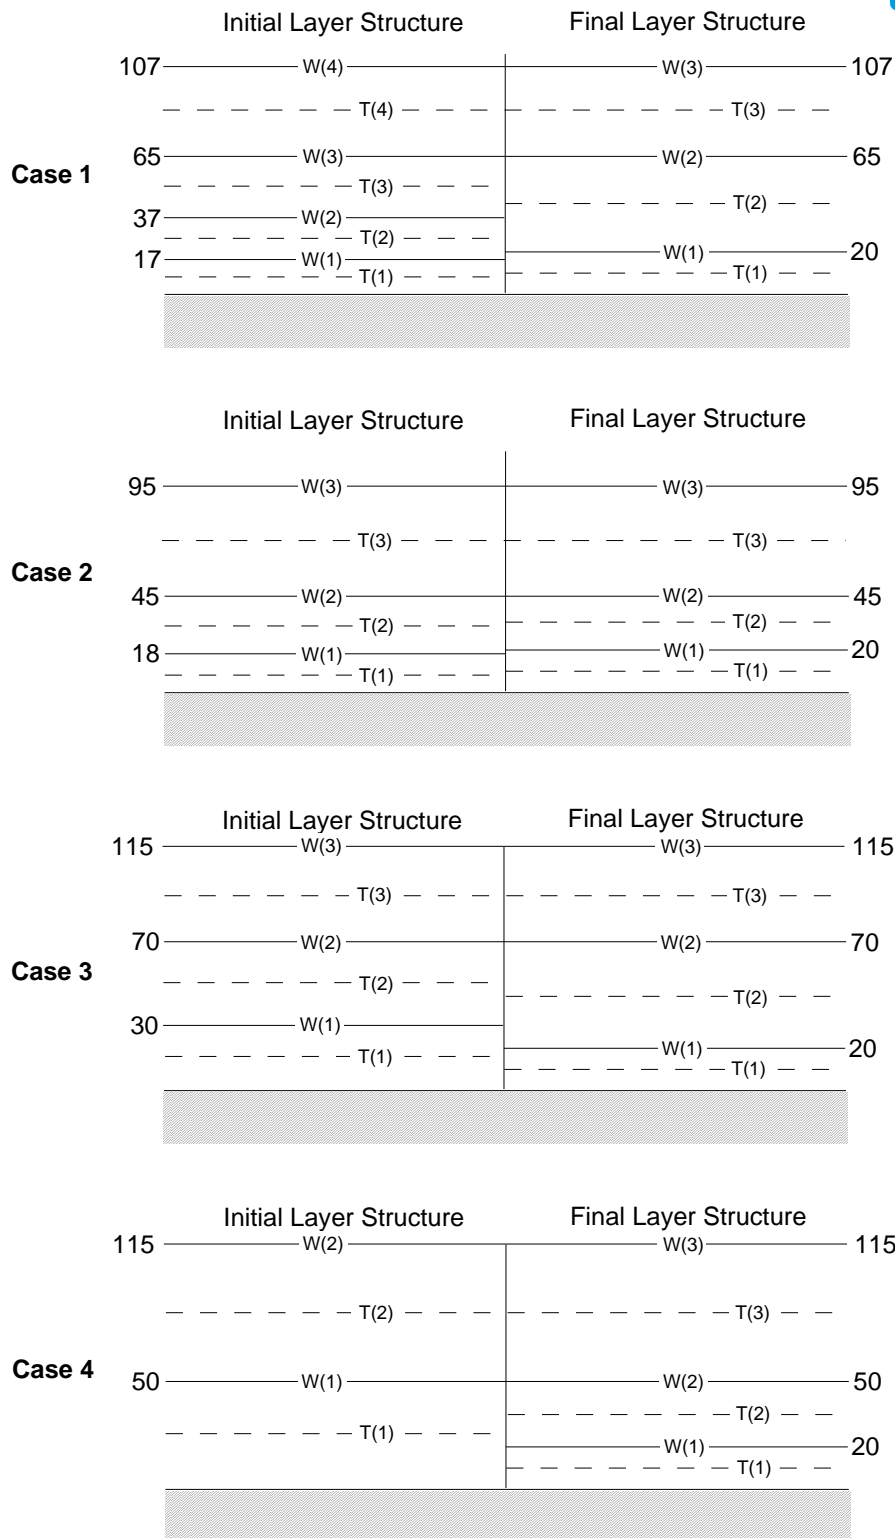 Initial Layer Structure Final Layer Structure
107 W(4) W(3) 107
T(4) T(3)
65 W(3) W(2) 65
Case 1
T(3)
T(2)
37 W(2)
T(2)
W(1) 20
17 W(1)
T(1)
T(1)
Initial Layer Structure Final Layer Structure
95 W(3) W(3) 95
T(3) T(3)
Case 2
45 W(2) W(2) 45
T(2) T(2)
18 W(1) W(1) 20
T(1) T(1)
Initial Layer Structure Final Layer Structure
115 W(3) W(3) 115
T(3) T(3)
70 W(2) W(2) 70
Case 3
T(2) T(2)
30 W(1)
W(1) 20
T(1) T(1)
Initial Layer Structure Final Layer Structure
115 W(2) W(3) 115
T(2) T(3)
Case 4
50 W(1) W(2) 50
T(2)
T(1)
W(1) 20
T(1)